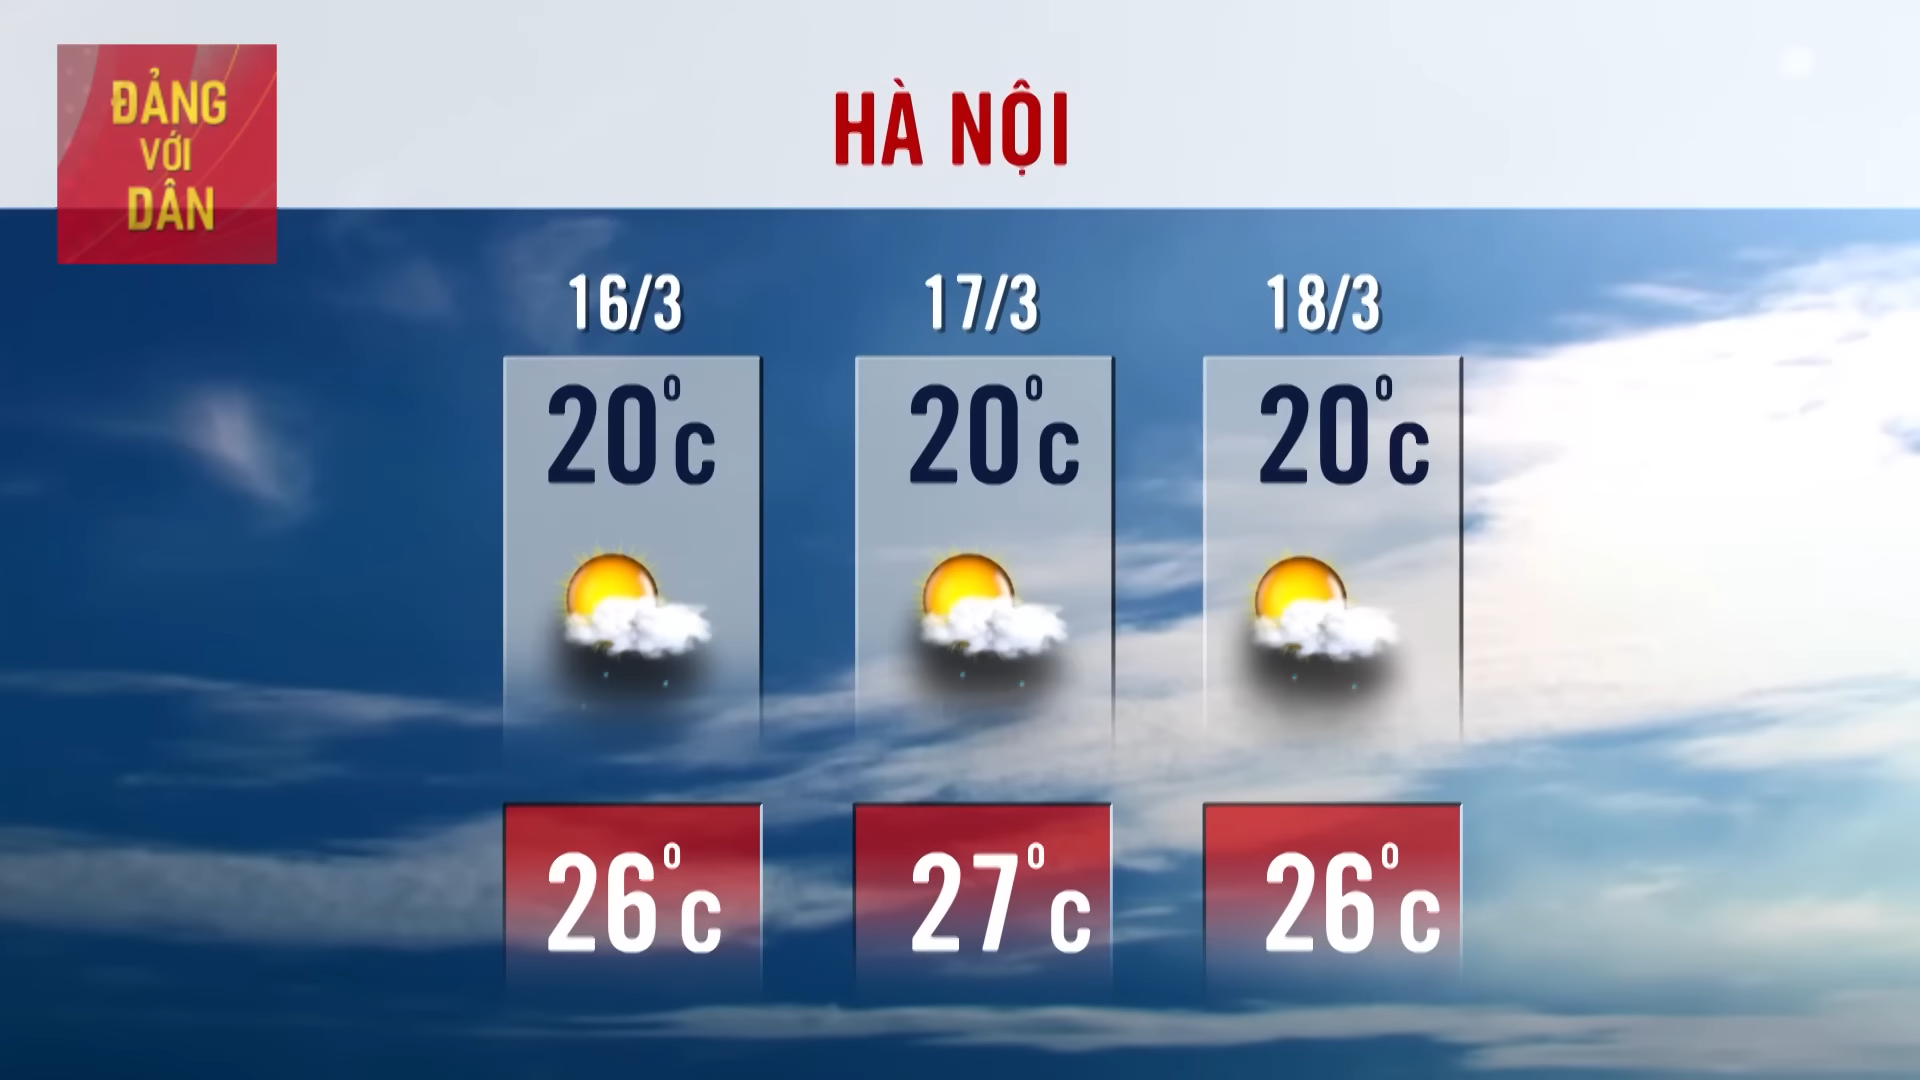 ĐẢNG
VỚI
DÂN
HÀ NỘI
16/3 17/3 18/3
20°C 20°C 20°C
26°C 27°C 26°C